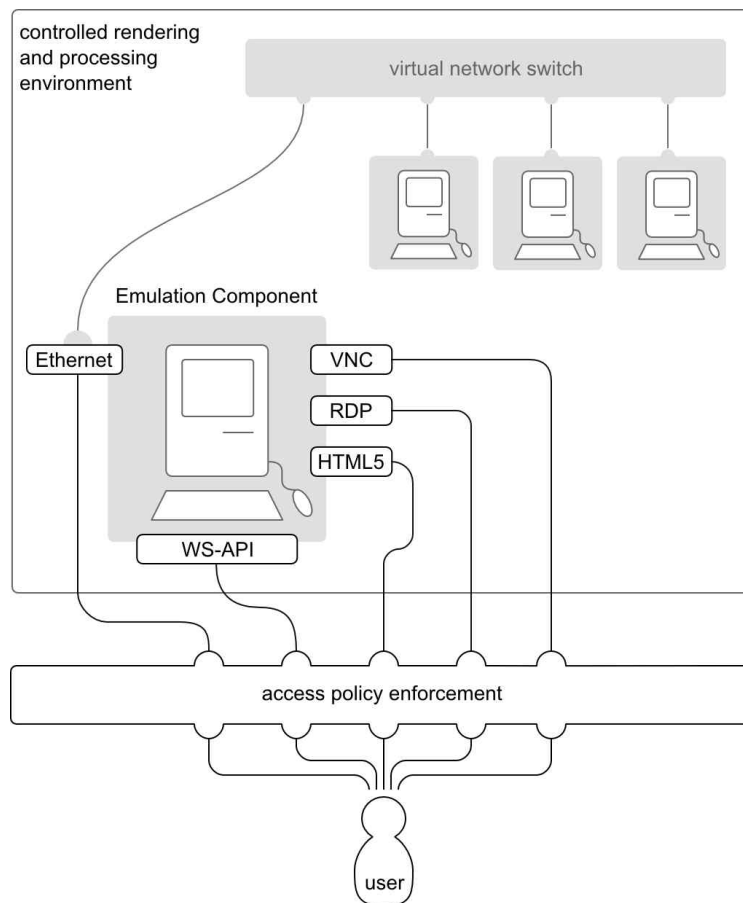 controlled rendering
and processing
environment
virtual network switch
Emulation Component
Ethernet
VNC
RDP
HTML5
WS-API
access policy enforcement
user